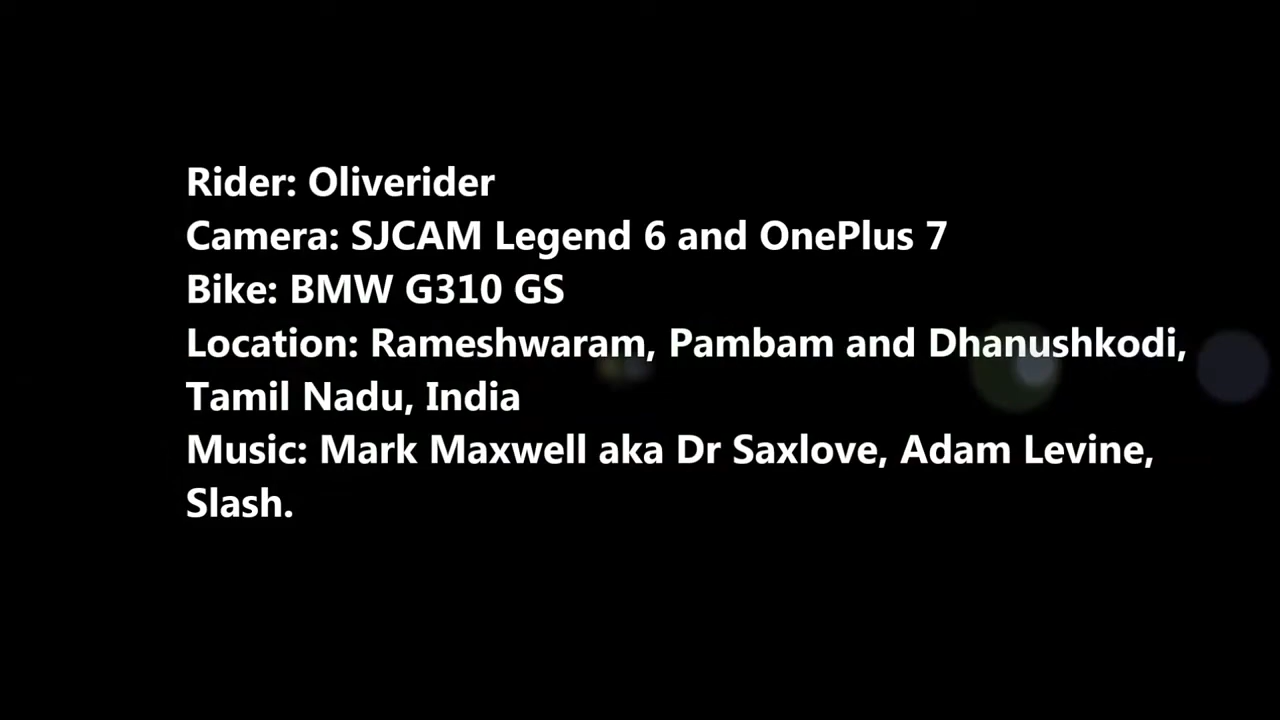 Rider: Oliverider
Camera: SJCAM Legend 6 and OnePlus 7
Bike: BMW G310 GS
Location: Rameshwaram, Pambam and Dhanushkodi,
Tamil Nadu, India
Music: Mark Maxwell aka Dr Saxlove, Adam Levine,
Slash.